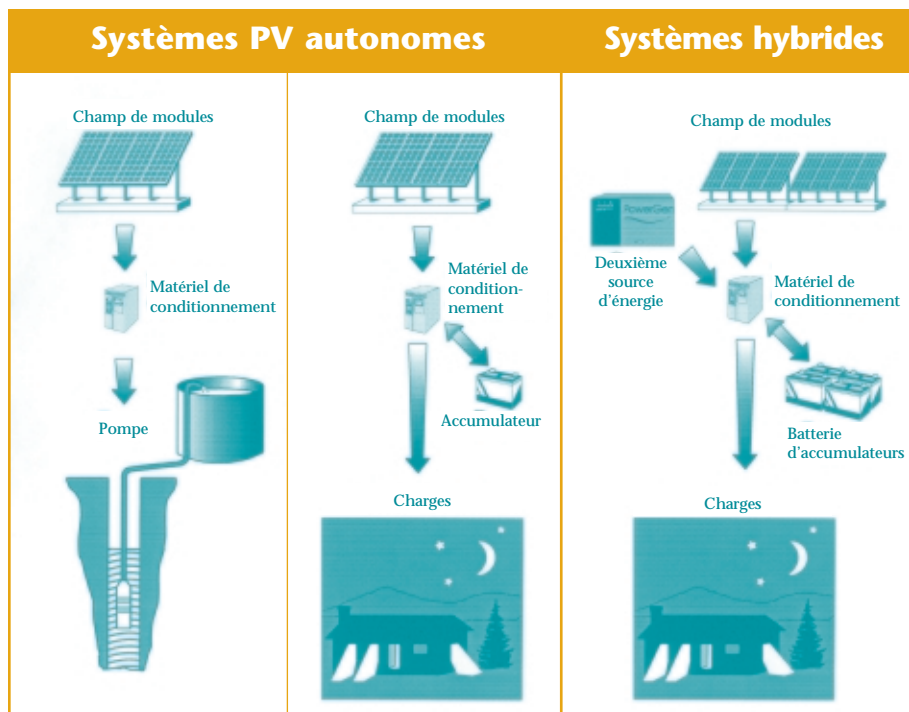 Systèmes PV autonomes
Systèmes hybrides
Champ de modules
Matériel de
conditionnement
Pompe
Champ de modules
Matériel de
condition-
nement
Accumulateur
Charges
Champ de modules
PowerGen
Deuxième
source
d'énergie
Matériel de
conditionnement
Batterie
d'accumulateurs
Charges